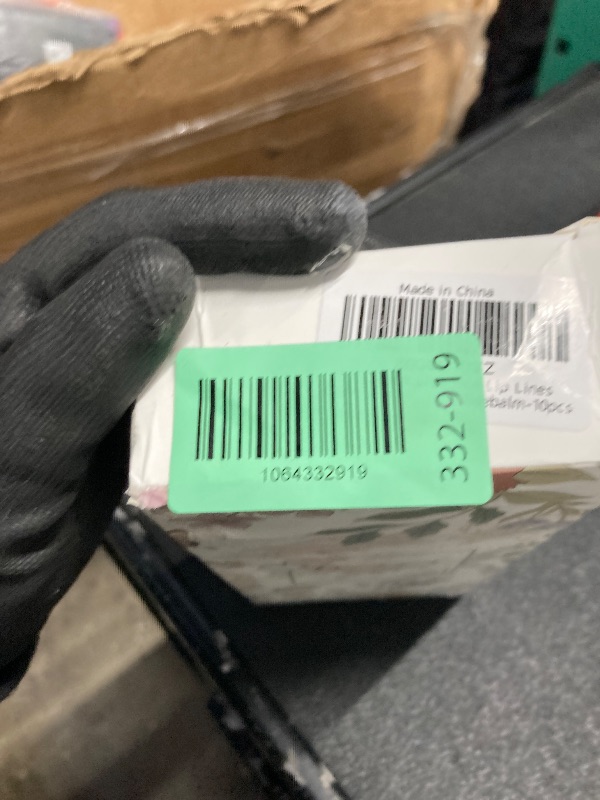 Made in China
Z
Lines
balm-10pcs
1064332919
332-919